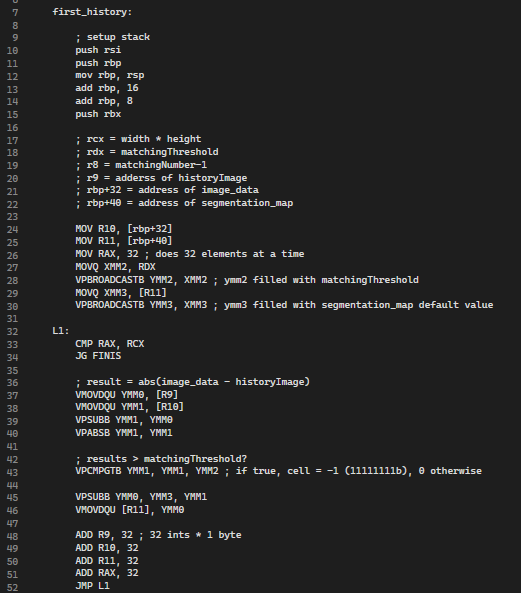 6
7 first_history:
8
9 ; setup stack
10 push rsi
11 push rbp
12 mov rbp, rsp
13 add rbp, 16
14 add rbp, 8
15 push rbx
16
17 ; rcx = width * height
18 ; rdx = matchingThreshold
19 ; r8 = matchingNumber-1
20 ; r9 = adderss of historyImage
21 ; rbp+32 = address of image_data
22 ; rbp+40 = address of segmentation_map
23
24 MOV R10, [rbp+32]
25 MOV R11, [rbp+40]
26 MOV RAX, 32 ; does 32 elements at a time
27 MOVQ XMM2, RDX
28 VPBROADCASTB YMM2, XMM2 ; ymm2 filled with matchingThreshold
29 MOVQ XMM3, [R11]
30 VPBROADCASTB YMM3, XMM3 ; ymm3 filled with segmentation_map default value
31
32 L1:
33 CMP RAX, RCX
34 JG FINIS
35
36 ; result = abs(image_data - historyImage)
37 VMOVDQU YMM0, [R9]
38 VMOVDQU YMM1, [R10]
39 VPSUBB YMM1, YMM0
40 VPABSB YMM1, YMM1
41
42 ; results > matchingThreshold?
43 VPCMPGTB YMM1, YMM1, YMM2 ; if true, cell = -1 (11111111b), 0 otherwise
44
45 VPSUBB YMM0, YMM3, YMM1
46 VMOVDQU [R11], YMM0
47
48 ADD R9, 32 ; 32 ints * 1 byte
49 ADD R10, 32
50 ADD R11, 32
51 ADD RAX, 32
52 JMP L1